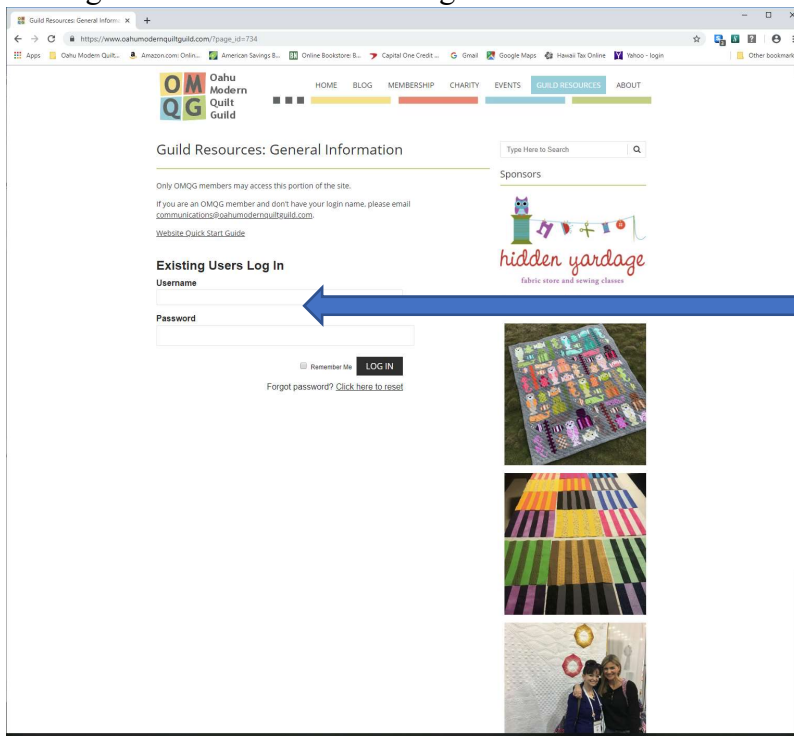 Guild Resources: General Inform
https://www.oahumodernquiltguild.com/?page_id=734
Apps Oahu Modern Quilt... Amazon.com: Onlin... American Savings B... Online Bookstore: B... Capital One Credit ... Gmail Google Maps Hawaii Tax Online Yahoo - login Other bookmark
OM Oahu
Modern
QG Quilt
Guild
HOME BLOG MEMBERSHIP CHARITY EVENTS GUILD RESOURCES ABOUT
Guild Resources: General Information
Only OMQG members may access this portion of the site.
If you are an OMQG member and don't have your login name, please email
communications@oahumodernquiltguild.com.
Website Quick Start Guide
Existing Users Log In
Username
Password
Remember Me LOG IN
Forgot password? Click here to reset
Type Here to Search
Sponsors
hidden yardage
fabric store and sewing classes